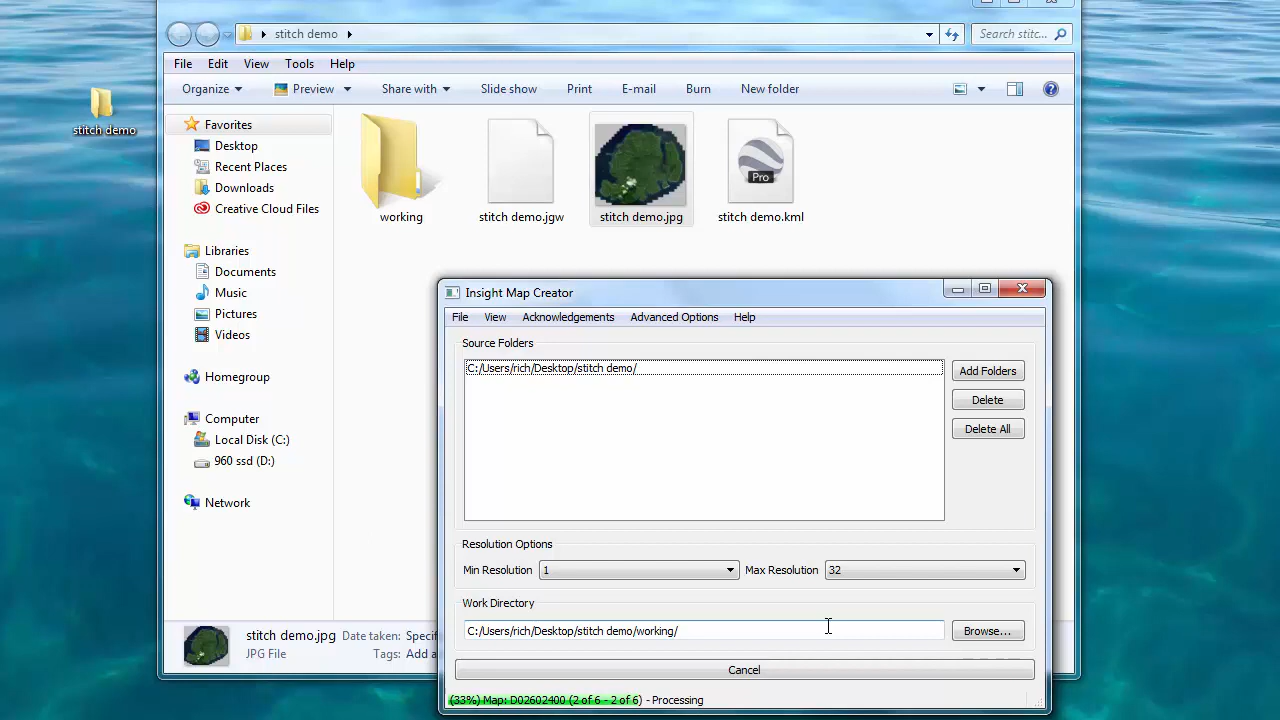 stitch demo
stitch demo
Search stitc...
File Edit View Tools Help
Organize Preview Share with Slide show Print E-mail Burn New folder
Favorites
Desktop
Recent Places
Downloads
Creative Cloud Files
Libraries
Documents
Music
Pictures
Videos
Homegroup
Computer
Local Disk (C:)
960 ssd (D:)
Network
working
stitch demo.jgw
stitch demo.jpg
Pro
stitch demo.kml
stitch demo.jpg Date taken: Specif
JPG File Tags: Add a
Insight Map Creator
File View Acknowledgements Advanced Options Help
Source Folders
C:/Users/rich/Desktop/stitch demo/
Add Folders
Delete
Delete All
Resolution Options
Min Resolution 1 Max Resolution 32
Work Directory
C:/Users/rich/Desktop/stitch demo/working/ Browse...
Cancel
(33%) Map: D02602400 (2 of 6 - 2 of 6) - Processing